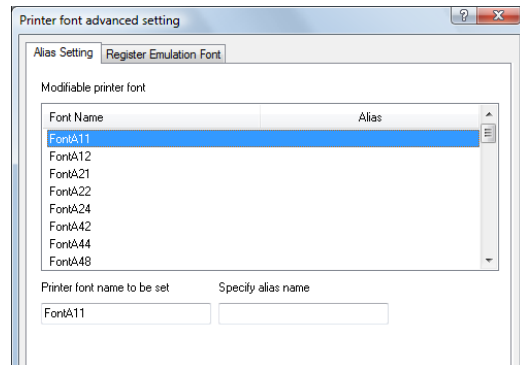 Printer font advanced setting
Alias Setting Register Emulation Font
Modifiable printer font
Font Name Alias
FontA11
FontA12
FontA21
FontA22
FontA24
FontA42
FontA44
FontA48
Printer font name to be set Specify alias name
FontA11